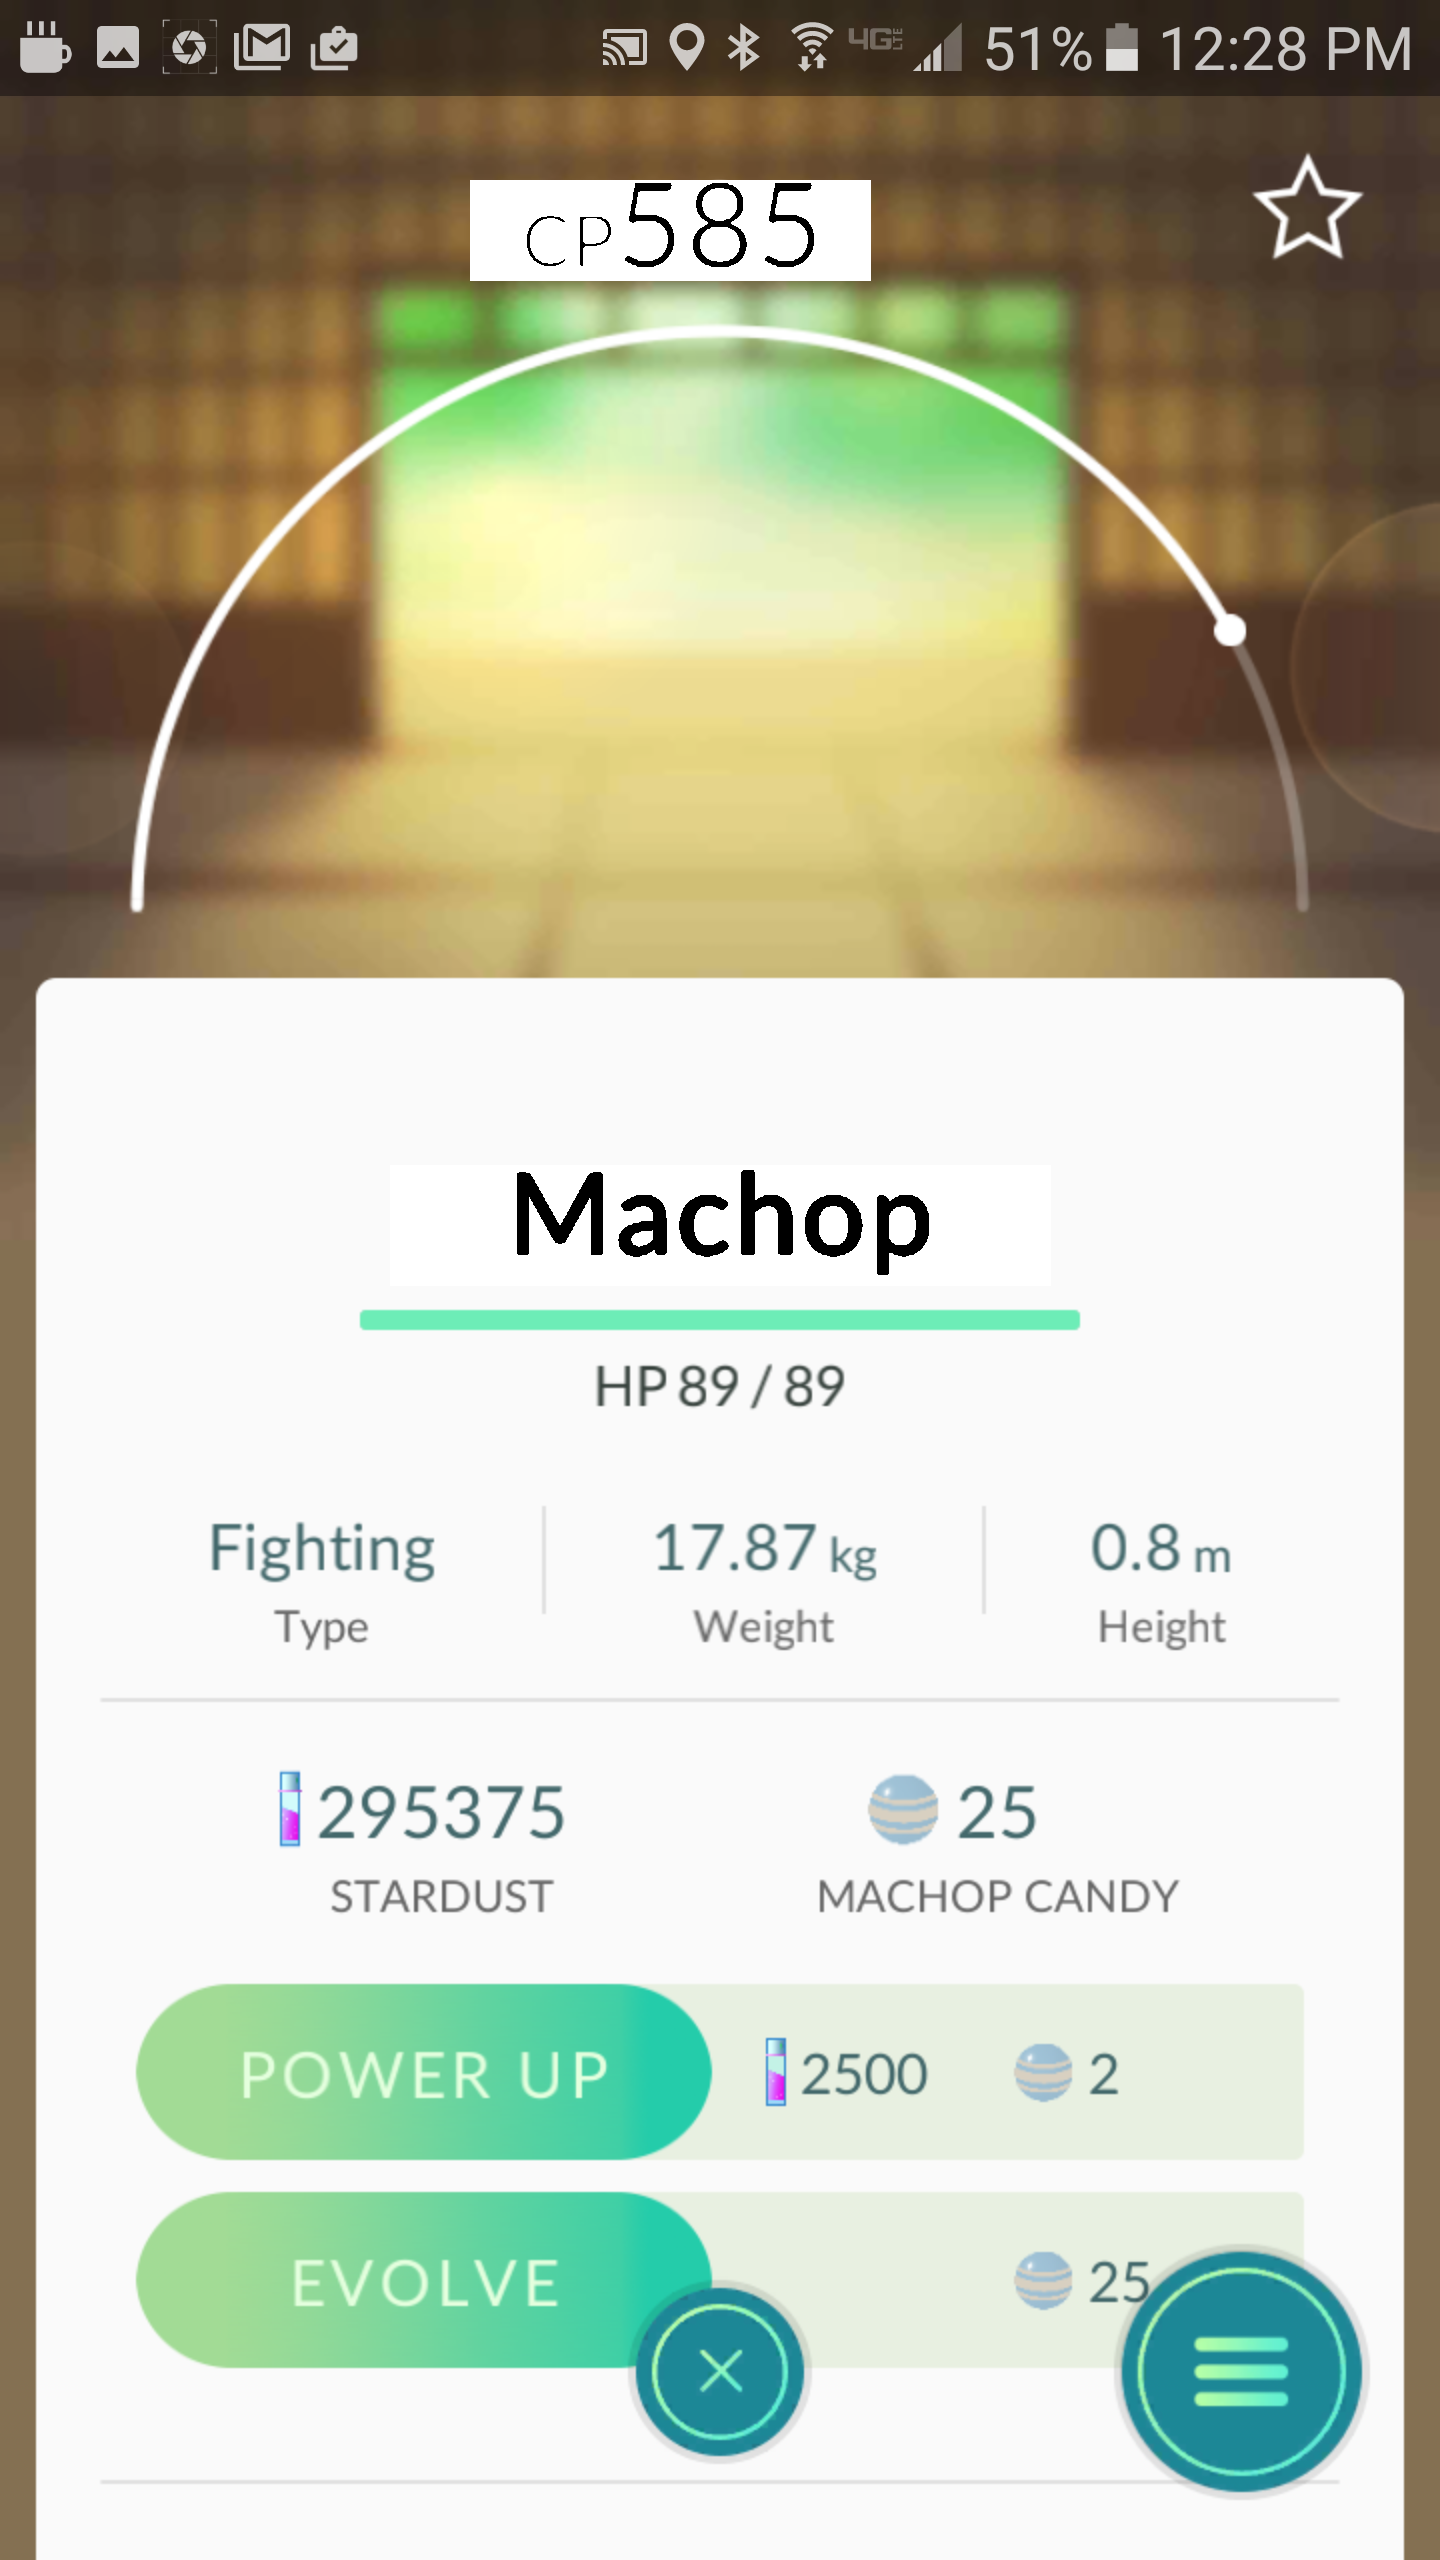 4G LTE 51% 12:28 PM
CP585
Machop
HP 89 / 89
Fighting 17.87 kg 0.8 m
Type Weight Height
295375 25
STARDUST MACHOP CANDY
POWER UP 2500 2
EVOLVE 25